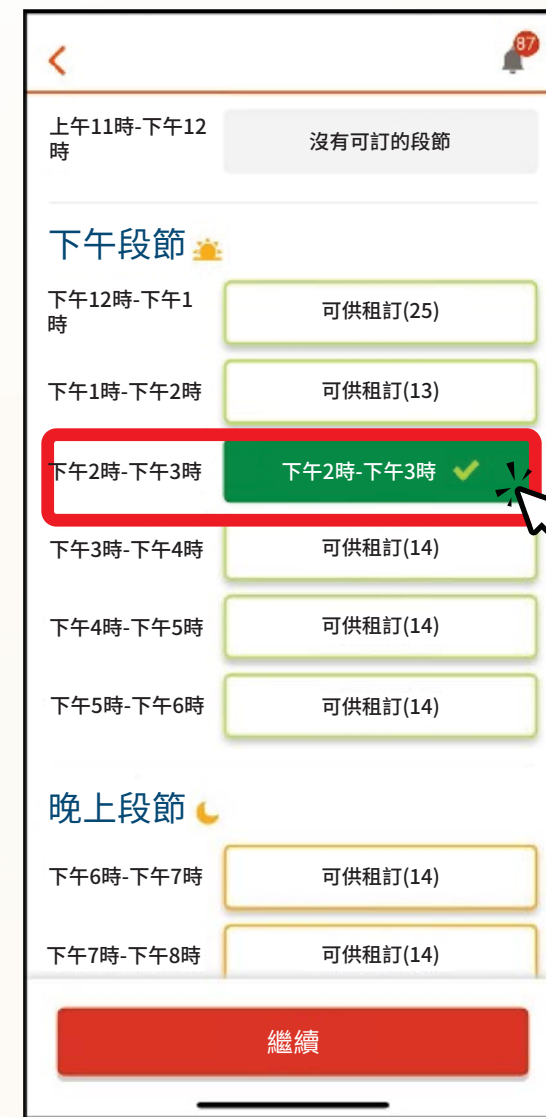 87
上午11時-下午12
時
沒有可訂的段節
下午段節
下午12時-下午1
時
可供租訂(25)
下午1時-下午2時
可供租訂(13)
下午2時-下午3時
下午2時-下午3時
下午3時-下午4時
可供租訂(14)
下午4時-下午5時
可供租訂(14)
下午5時-下午6時
可供租訂(14)
晚上段節
下午6時-下午7時
可供租訂(14)
下午7時-下午8時
可供租訂(14)
繼續